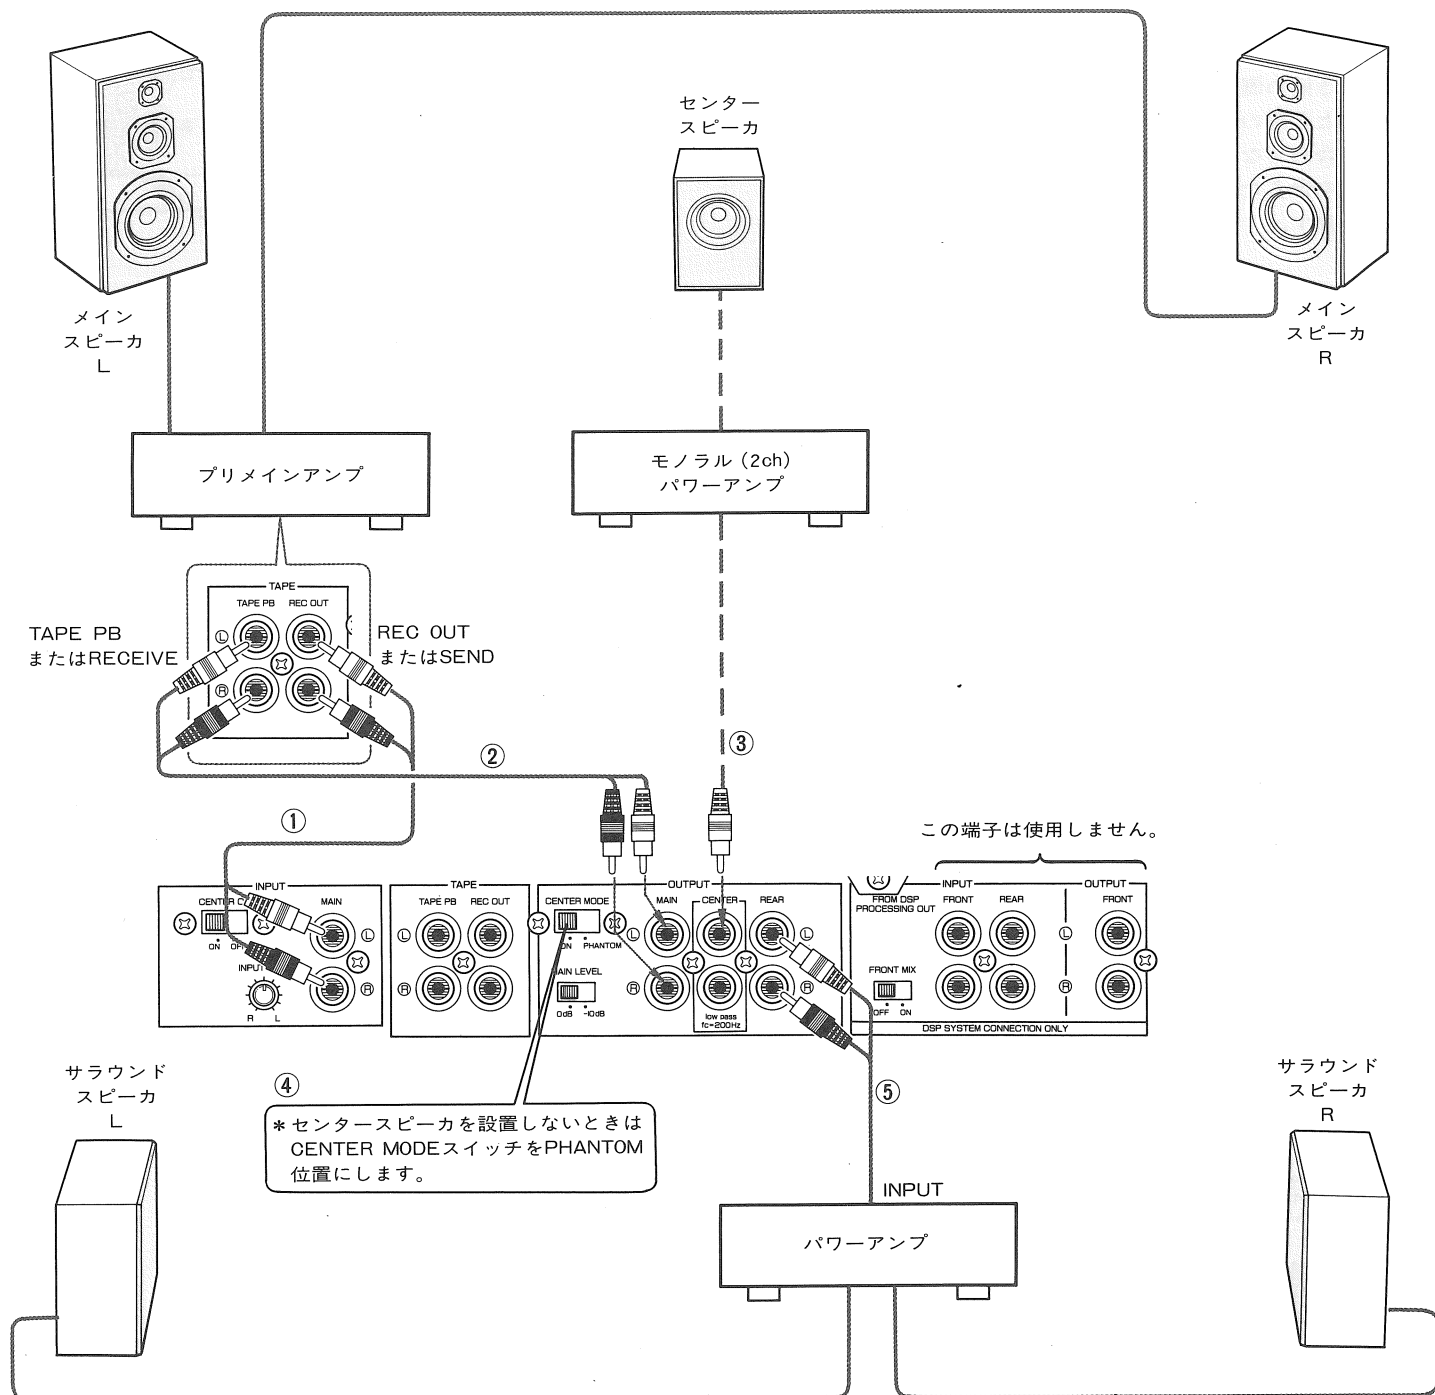 センター
スピーカ
メイン
スピーカ
L
メイン
スピーカ
R
プリメインアンプ
モノラル (2ch)
パワーアンプ
TAPE
TAPE PB REC OUT
TAPE PB
またはRECEIVE
REC OUT
またはSEND
Ⓛ
Ⓡ
②
③
①
この端子は使用しません。
INPUT
MAIN
ON
Ⓛ
Ⓡ
R L
TAPE
TAPE PB REC OUT
Ⓛ
Ⓡ
OUTPUT
CENTER MODE
ON PHANTOM
0dB -10dB
MAIN CENTER REAR
Ⓛ Ⓛ
Ⓡ Ⓡ
low pass
fc=200Hz
FROM DSP
PROCESSING OUT
INPUT
FRONT REAR
OUTPUT
FRONT
Ⓛ
Ⓡ
FRONT MIX
OFF ON
DSP SYSTEM CONNECTION ONLY
サラウンド
スピーカ
L
④
*センタースピーカを設置しないときは
CENTER MODEスイッチをPHANTOM
位置にします。
⑤
INPUT
パワーアンプ
サラウンド
スピーカ
R